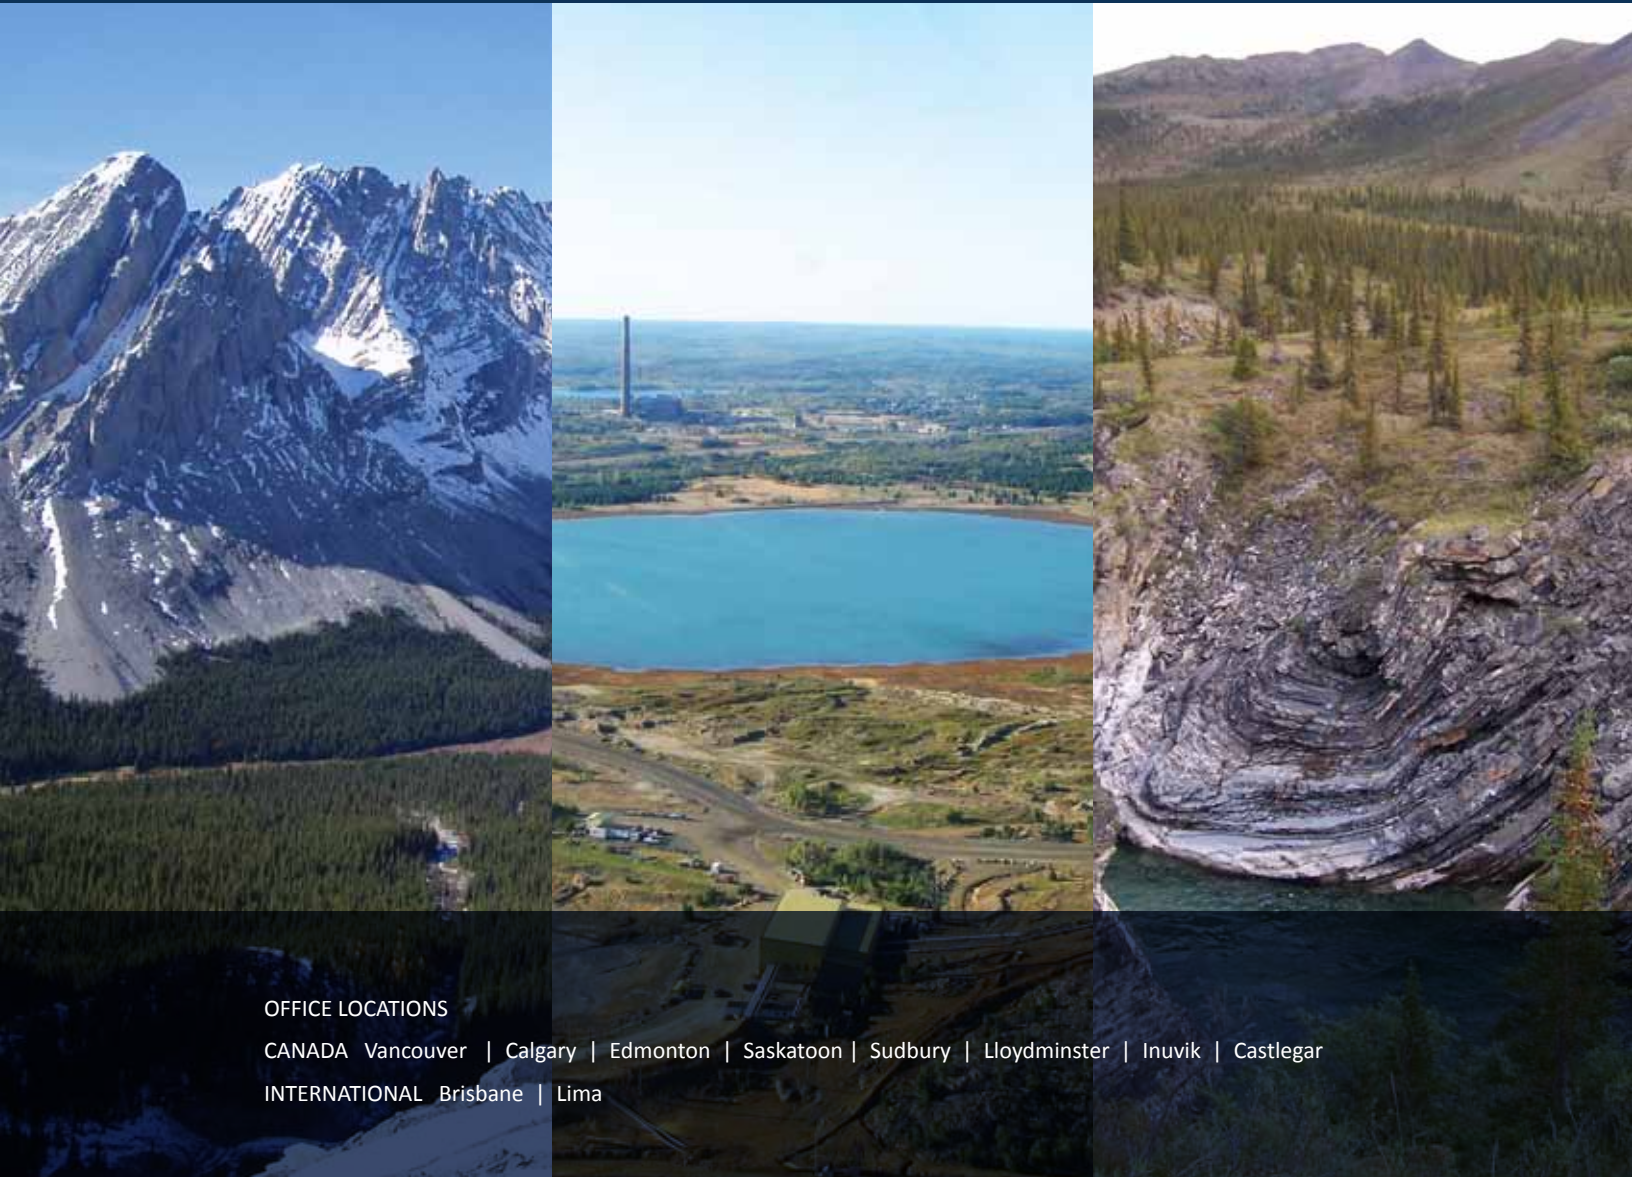 OFFICE LOCATIONS
CANADA Vancouver | Calgary | Edmonton | Saskatoon | Sudbury | Lloydminster | Inuvik | Castlegar
INTERNATIONAL Brisbane | Lima